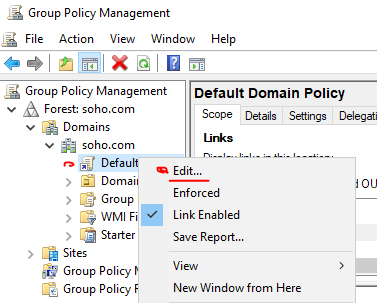 Group Policy Management
File Action View Window Help
Group Policy Management
Forest: soho.com
Domains
soho.com
Default
Domai
Group
WMI Fi
Starter
Sites
Group Policy M
Group Policy
Default Domain Policy
Scope Details Settings Delegati
Links
Display links in this location:
d OU
Edit...
Enforced
Link Enabled
Save Report...
View
New Window from Here